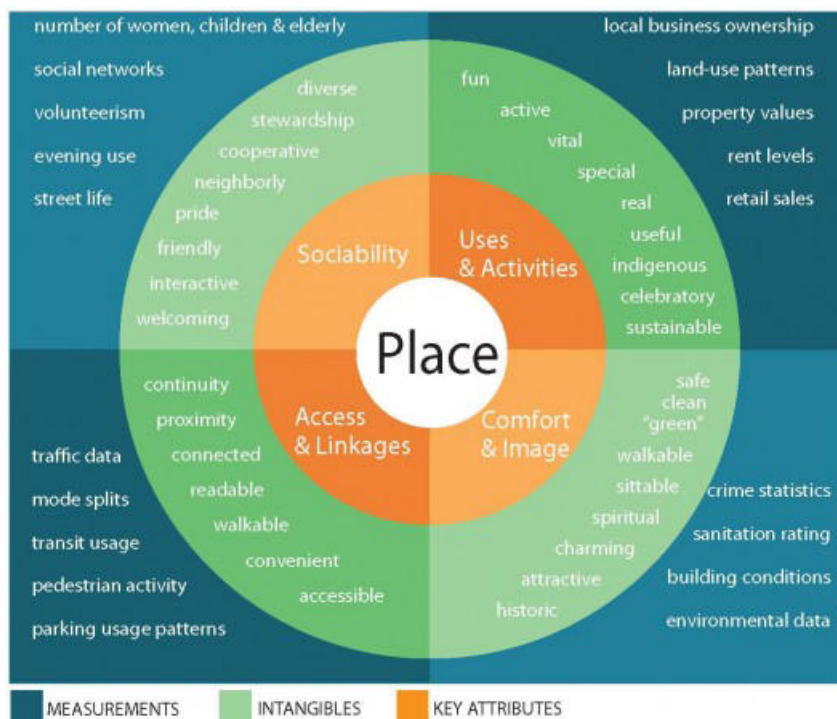 number of women, children & elderly
social networks
volunteerism
evening use
street life
diverse
stewardship
cooperative
neighborly
pride
friendly
interactive
welcoming
Sociability
local business ownership
land-use patterns
property values
rent levels
retail sales
fun
active
vital
special
real
useful
indigenous
celebratory
sustainable
Uses
& Activities
Place
continuity
proximity
connected
readable
walkable
convenient
accessible
Access
& Linkages
traffic data
mode splits
transit usage
pedestrian activity
parking usage patterns
Comfort
& Image
safe
clean
"green"
walkable
sittable
spiritual
charming
attractive
historic
crime statistics
sanitation rating
building conditions
environmental data
MEASUREMENTS
INTANGIBLES
KEY ATTRIBUTES